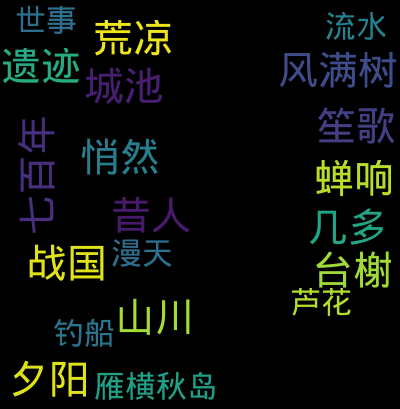 世事
流水
荒凉
风满树
遗迹
城池
笙歌
七百年
悄然
蝉响
昔人
几多
战国
漫天
台榭
芦花
山川
钓船
夕阳
雁横秋岛